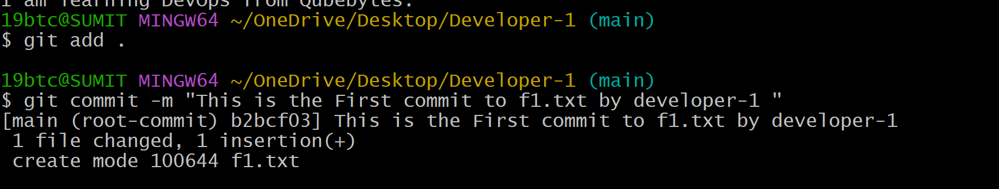 I am learning DevOps from Qubebytes.
19btc@SUMIT MINGW64 ~/OneDrive/Desktop/Developer-1 (main)
$ git add .
19btc@SUMIT MINGW64 ~/OneDrive/Desktop/Developer-1 (main)
$ git commit -m "This is the First commit to f1.txt by developer-1 "
[main (root-commit) b2bcf03] This is the First commit to f1.txt by developer-1
1 file changed, 1 insertion(+)
create mode 100644 f1.txt